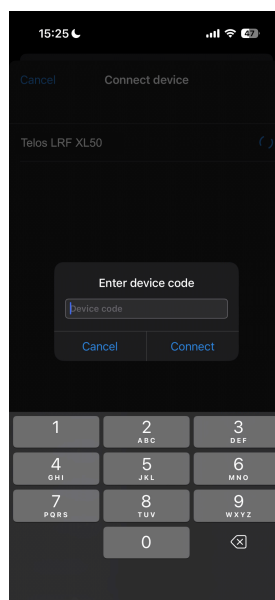 15:25
47
Cancel Connect device
Telos LRF XL50
Enter device code
Device code
Cancel Connect
1 2 3
ABC DEF
4 5 6
GHI JKL MNO
7 8 9
PQRS TUV WXYZ
0